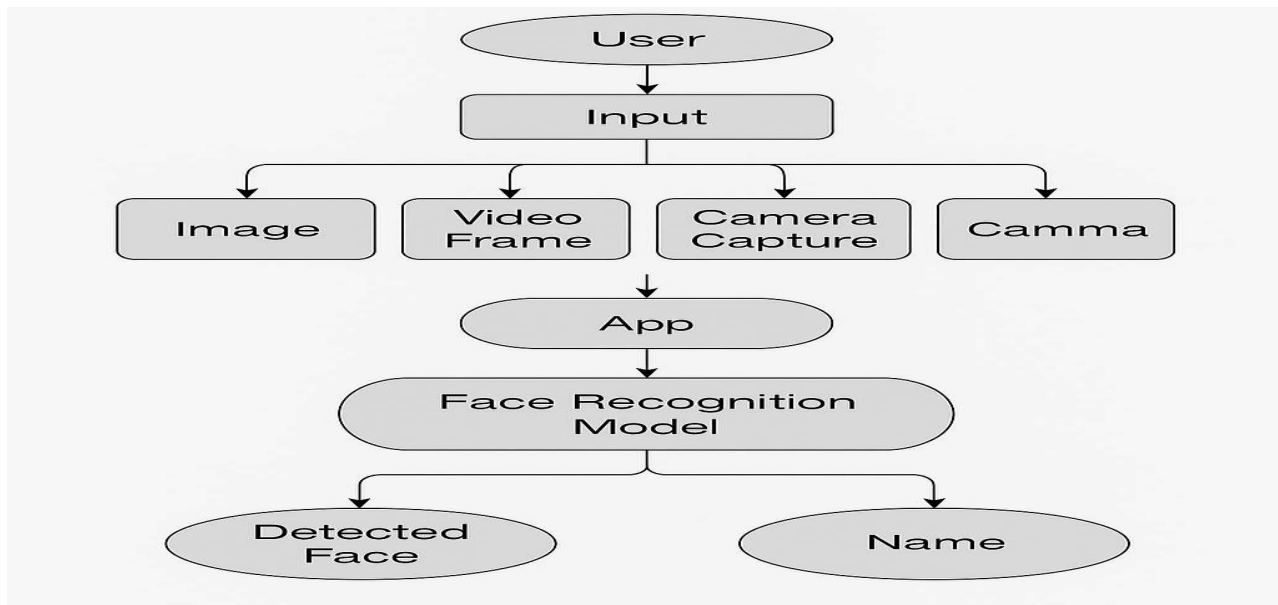 User
Input
Image
Video
Frame
Camera
Capture
Camma
App
Face Recognition
Model
Detected
Face
Name